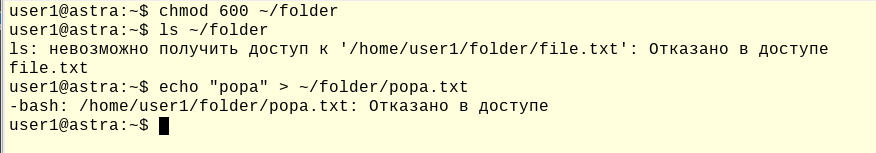 user1@astra:~$ chmod 600 ~/folder
user1@astra:~$ ls ~/folder
ls: невозможно получить доступ к '/home/user1/folder/file.txt': Отказано в доступе
file.txt
user1@astra:~$ echo "popa" > ~/folder/popa.txt
-bash: /home/user1/folder/popa.txt: Отказано в доступе
user1@astra:~$